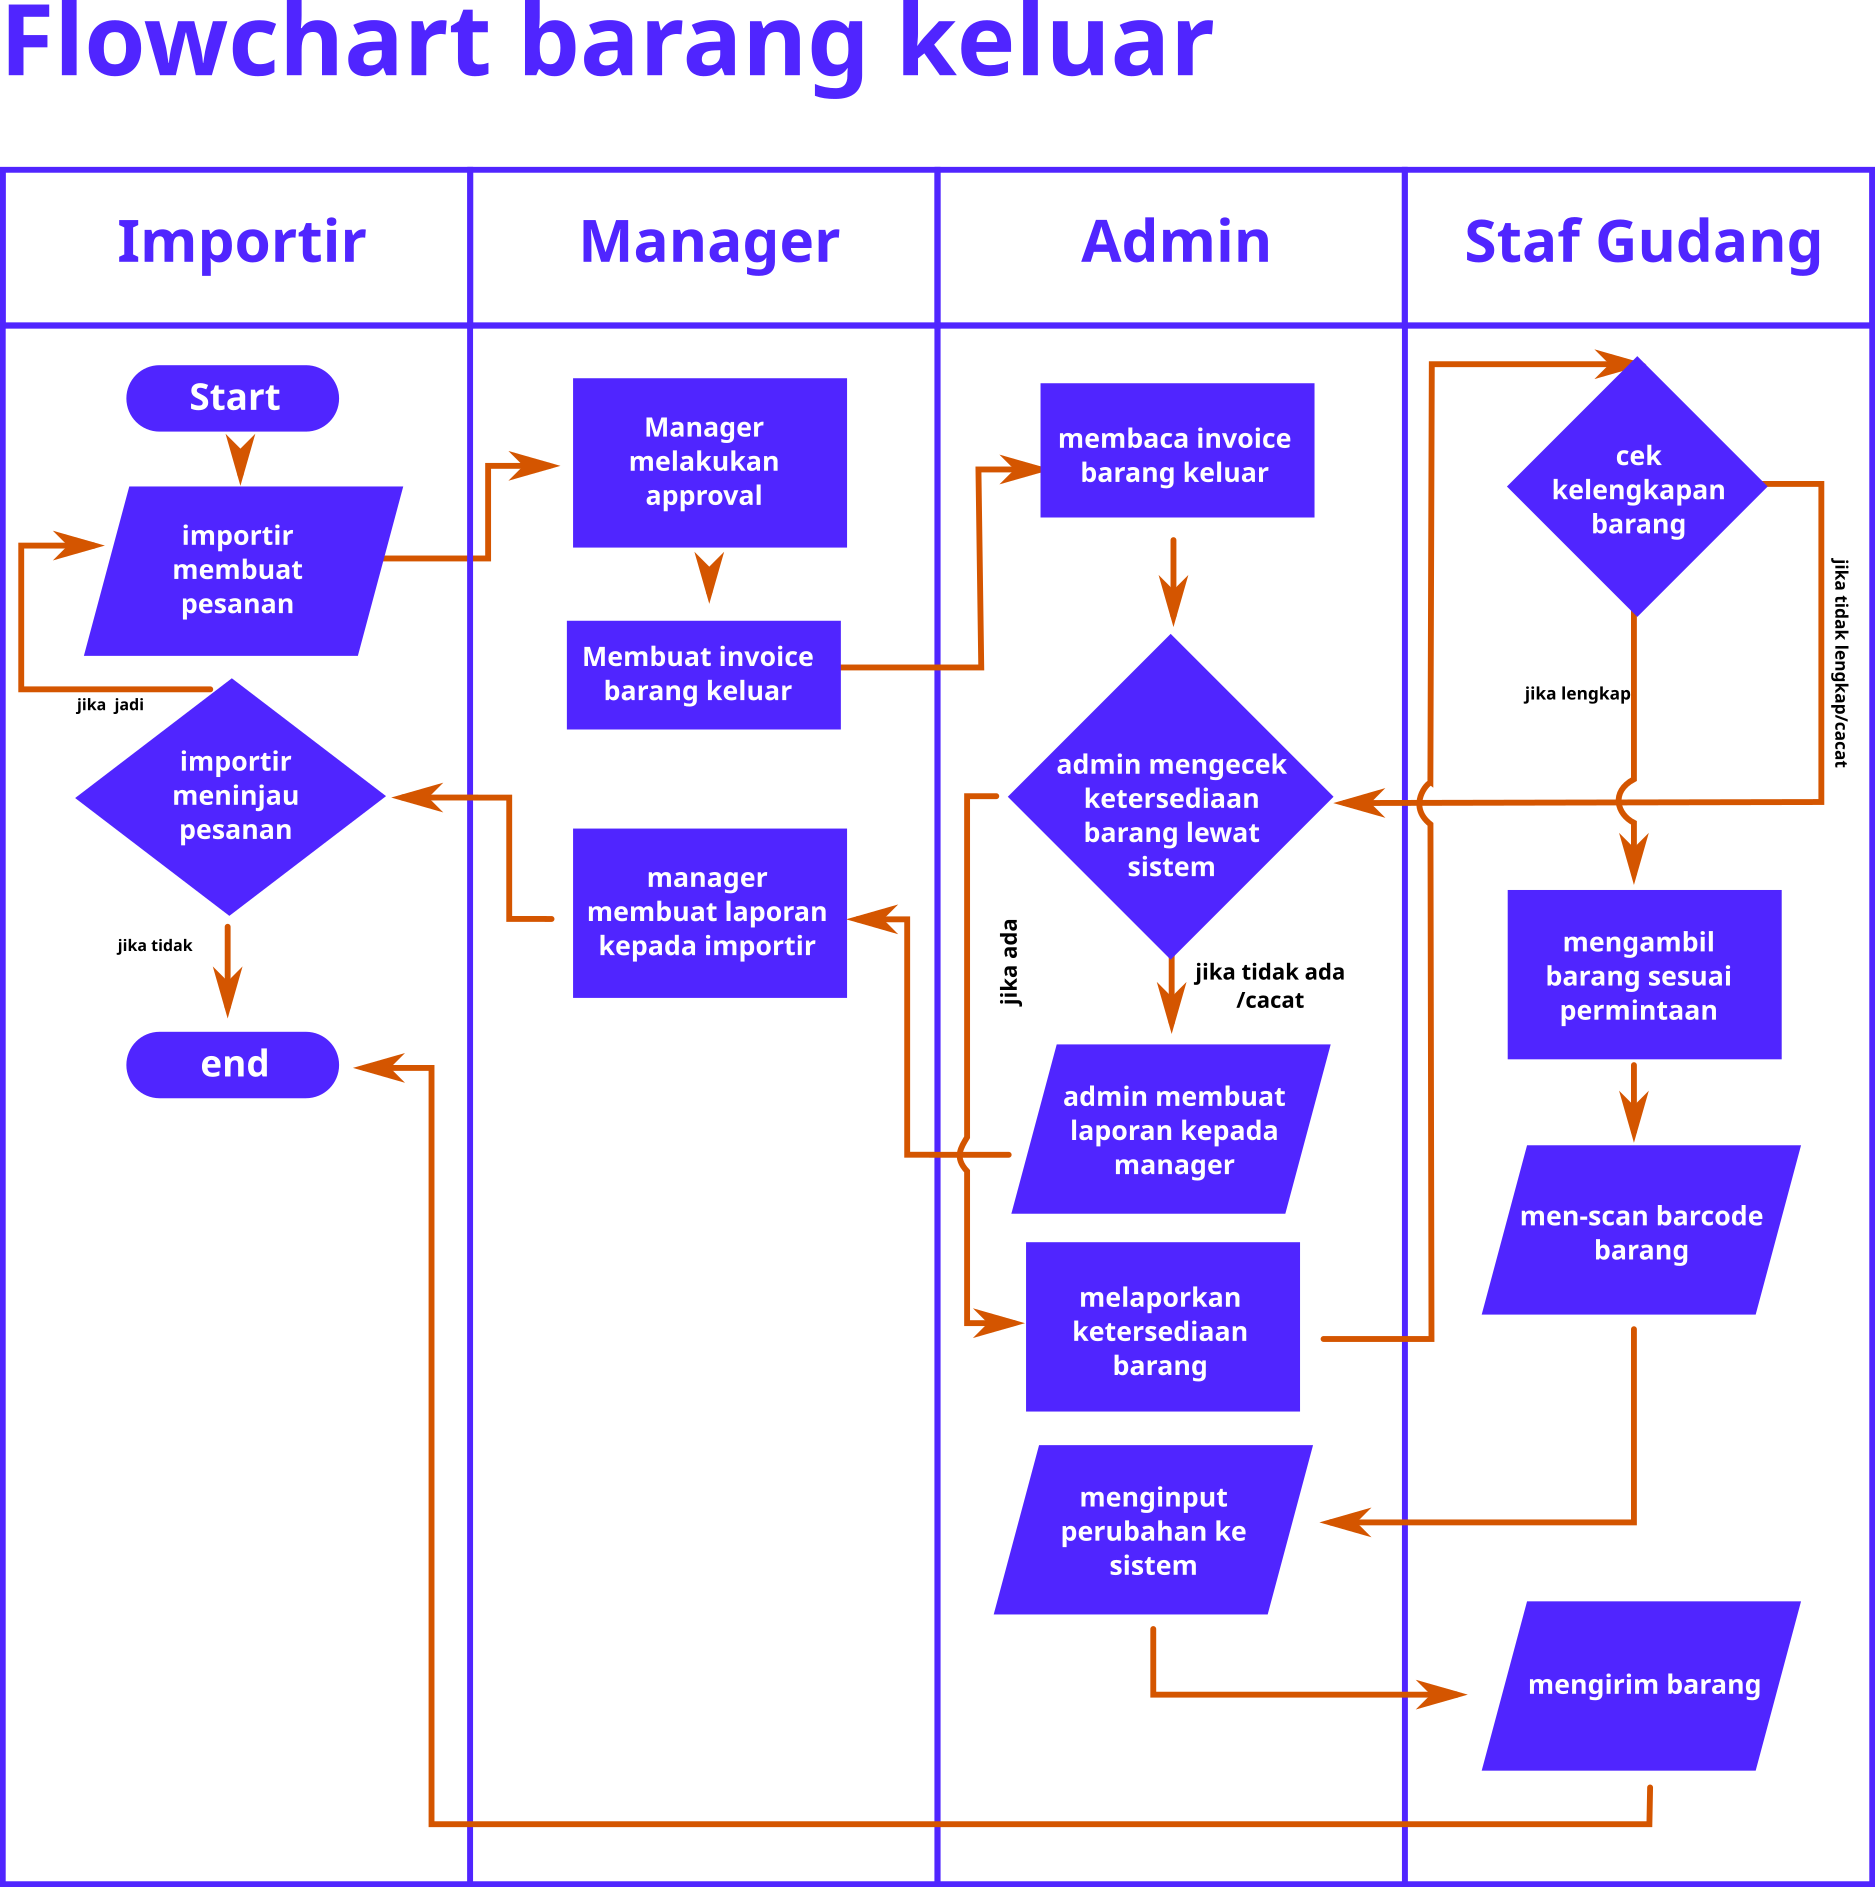 Flowchart barang keluar
Importir
Manager
Admin
Staf Gudang
Start
importir
membuat
pesanan
jika  jadi
importir
meninjau
pesanan
jika tidak
end
Manager
melakukan
approval
Membuat invoice
barang keluar
manager
membuat laporan
kepada importir
membaca invoice
barang keluar
admin mengecek
ketersediaan
barang lewat
sistem
jika ada
jika tidak ada
/cacat
admin membuat
laporan kepada
manager
melaporkan
ketersediaan
barang
menginput
perubahan ke
sistem
cek
kelengkapan
barang
jika tidak lengkap/cacat
jika lengkap
mengambil
barang sesuai
permintaan
men-scan barcode
barang
mengirim barang